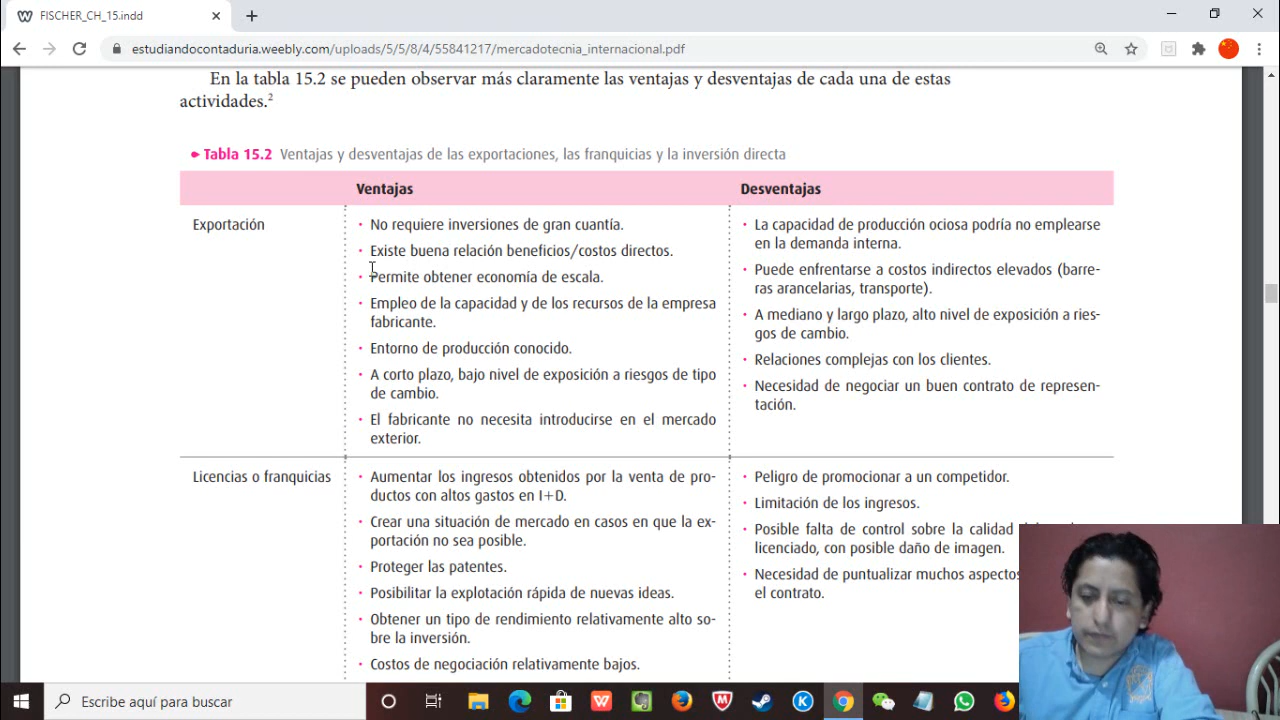 FISCHER_CH_15.indd
estudiandocontaduria.weebly.com/uploads/5/5/8/4/55841217/mercadotecnia_internacional.pdf
En la tabla 15.2 se pueden observar más claramente las ventajas y desventajas de cada una de estas
actividades.2
Tabla 15.2 Ventajas y desventajas de las exportaciones, las franquicias y la inversión directa
Ventajas
Desventajas
Exportación
• No requiere inversiones de gran cuantía.
• Existe buena relación beneficios/costos directos.
• Permite obtener economía de escala.
• Empleo de la capacidad y de los recursos de la empresa
fabricante.
• Entorno de producción conocido.
• A corto plazo, bajo nivel de exposición a riesgos de tipo
de cambio.
• El fabricante no necesita introducirse en el mercado
exterior.
• La capacidad de producción ociosa podría no emplearse
en la demanda interna.
• Puede enfrentarse a costos indirectos elevados (barre-
ras arancelarias, transporte).
• A mediano y largo plazo, alto nivel de exposición a ries-
gos de cambio.
• Relaciones complejas con los clientes.
• Necesidad de negociar un buen contrato de represen-
tación.
Licencias o franquicias
• Aumentar los ingresos obtenidos por la venta de pro-
ductos con altos gastos en I+D.
• Crear una situación de mercado en casos en que la ex-
portación no sea posible.
• Proteger las patentes.
• Posibilitar la explotación rápida de nuevas ideas.
• Obtener un tipo de rendimiento relativamente alto so-
bre la inversión.
• Costos de negociación relativamente bajos.
• Peligro de promocionar a un competidor.
• Limitación de los ingresos.
• Posible falta de control sobre la calidad
licenciado, con posible daño de imagen.
• Necesidad de puntualizar muchos aspectos
el contrato.
Escribe aquí para buscar